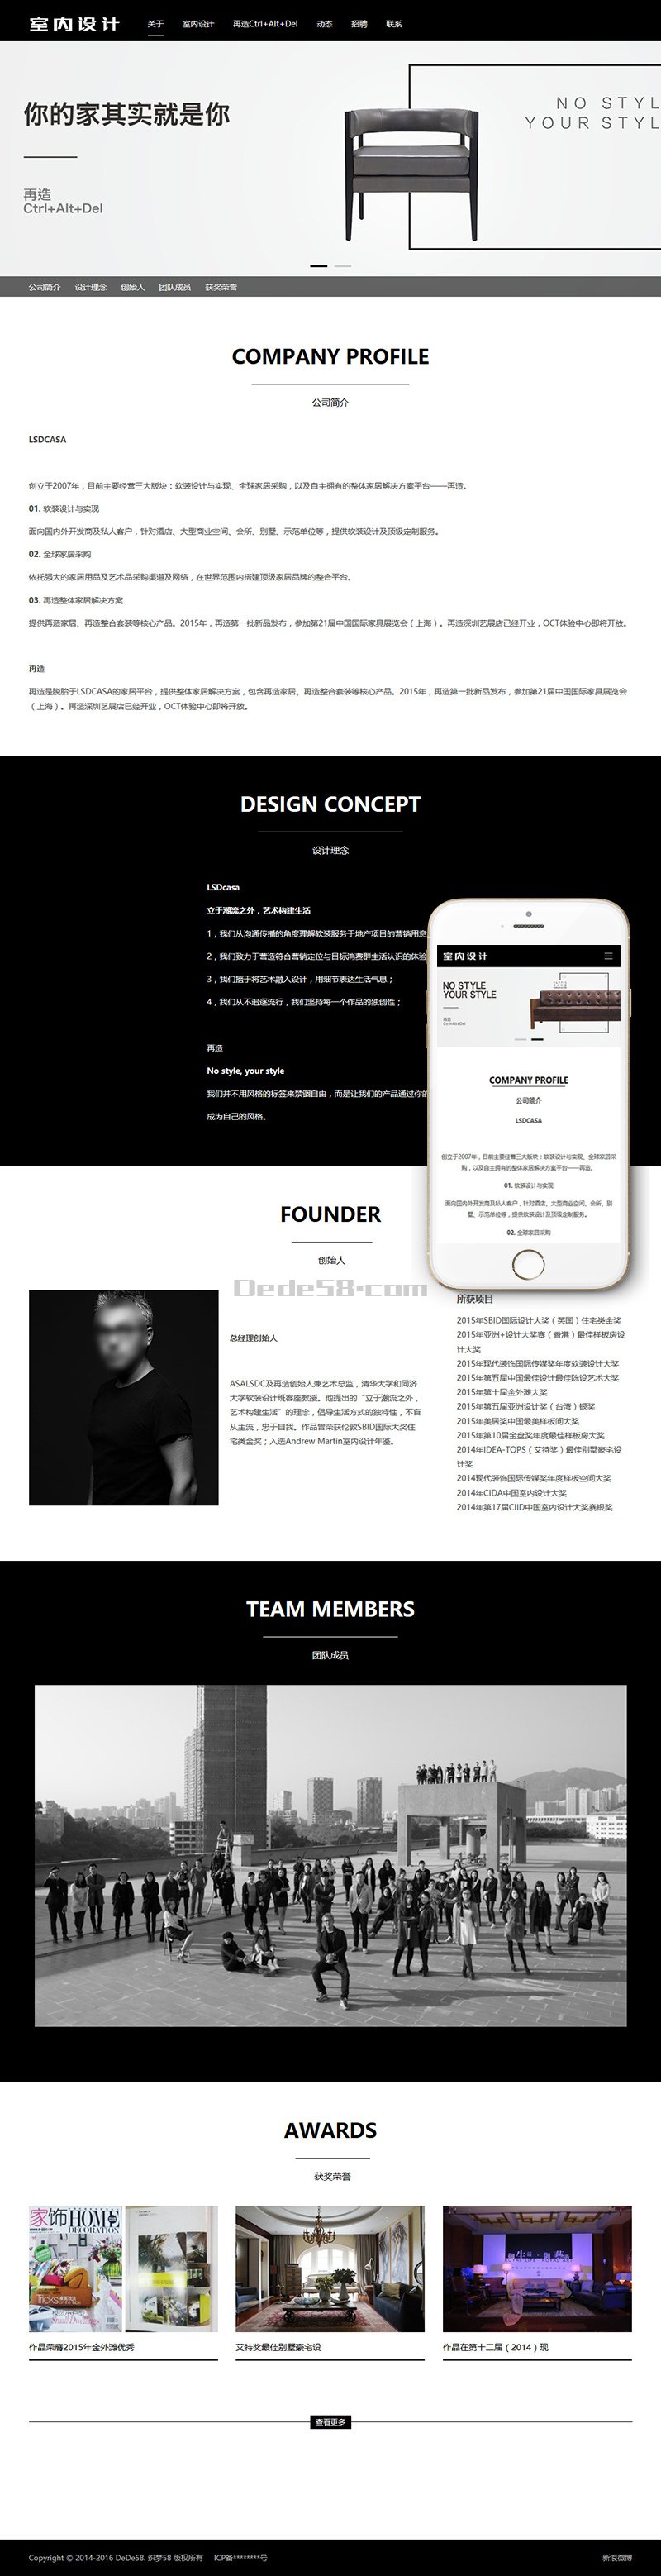 室内设计
关于 室内设计 再造Ctrl+Alt+Del 动态 招聘 联系
你的家其实就是你
NO STYL
YOUR STYL
再造
Ctrl+Alt+Del
公司简介 设计理念 创始人 团队成员 获奖荣誉
COMPANY PROFILE
公司简介
LSDCASA
创立于2007年，目前主要经营三大版块：软装设计与实现、全球家居采购，以及自主拥有的整体家居解决方案平台——再造。
01. 软装设计与实现
面向国内外开发商及私人客户，针对酒店、大型商业空间、会所、别墅、示范单位等，提供软装设计及顶级定制服务。
02. 全球家居采购
依托强大的家居用品及艺术品采购渠道及网络，在世界范围内搭建顶级家居品牌的整合平台。
03. 再造整体家居解决方案
提供再造家居、再造整合套装等核心产品。2015年，再造第一批新品发布，参加第21届中国国际家具展览会（上海）。再造深圳艺展店已经开业，OCT体验中心即将开放。
再造
再造是脱胎于LSDCASA的家居平台，提供整体家居解决方案，包含再造家居、再造整合套装等核心产品。2015年，再造第一批新品发布，参加第21届中国国际家具展览会
（上海）。再造深圳艺展店已经开业，OCT体验中心即将开放。
DESIGN CONCEPT
设计理念
LSDcasa
立于潮流之外，艺术构建生活
1，我们从沟通传播的角度理解软装服务于地产项目的营销用意
2，我们致力于营造符合营销定位与目标消费群生活认识的体验
3，我们擅于将艺术融入设计，用细节表达生活气息；
4，我们从不追逐流行，我们坚持每一个作品的独创性；
再造
No style, your style
我们并不用风格的标签来禁锢自由，而是让我们的产品通过你的
成为自己的风格。
室内设计
NO STYLE
YOUR STYLE
再造
Ctrl+Alt+Del
COMPANY PROFILE
公司简介
LSDCASA
创立于2007年，目前主要经营三大版块：软装设计与实现、全球家居采
购，以及自主拥有的整体家居解决方案平台——再造。
01. 软装设计与实现
面向国内外开发商及私人客户，针对酒店、大型商业空间、会所、别
墅、示范单位等，提供软装设计及顶级定制服务。
02. 全球家居采购
FOUNDER
创始人
Dede58.com
总经理创始人
ASALSDC及再造创始人兼艺术总监，清华大学和同济
大学软装设计班客座教授。他提出的“立于潮流之外，
艺术构建生活”的理念，倡导生活方式的独特性，不盲
从主流，忠于自我。作品曾荣获伦敦SBID国际大奖住
宅类金奖；入选Andrew Martin室内设计年鉴。
所获项目
2015年SBID国际设计大奖（英国）住宅类金奖
2015年亚洲+设计大奖赛（香港）最佳样板房设
计大奖
2015年现代装饰国际传媒奖年度软装设计大奖
2015年第五届中国最佳设计最佳陈设艺术大奖
2015年第十届金外滩大奖
2015年第五届亚洲设计奖（台湾）银奖
2015年美居奖中国最美样板间大奖
2015年第10届金盘奖年度最佳样板房大奖
2014年IDEA-TOPS（艾特奖）最佳别墅豪宅设
计奖
2014现代装饰国际传媒奖年度样板空间大奖
2014年CIDA中国室内设计大奖
2014年第17届CIID中国室内设计大奖赛银奖
TEAM MEMBERS
团队成员
AWARDS
获奖荣誉
家饰HOME
DECORATION
作品荣膺2015年金外滩优秀
艾特奖最佳别墅豪宅设
作品在第十二届（2014）现
查看更多
Copyright © 2014-2016 DeDe58. 织梦58 版权所有 ICP备********号
新浪微博